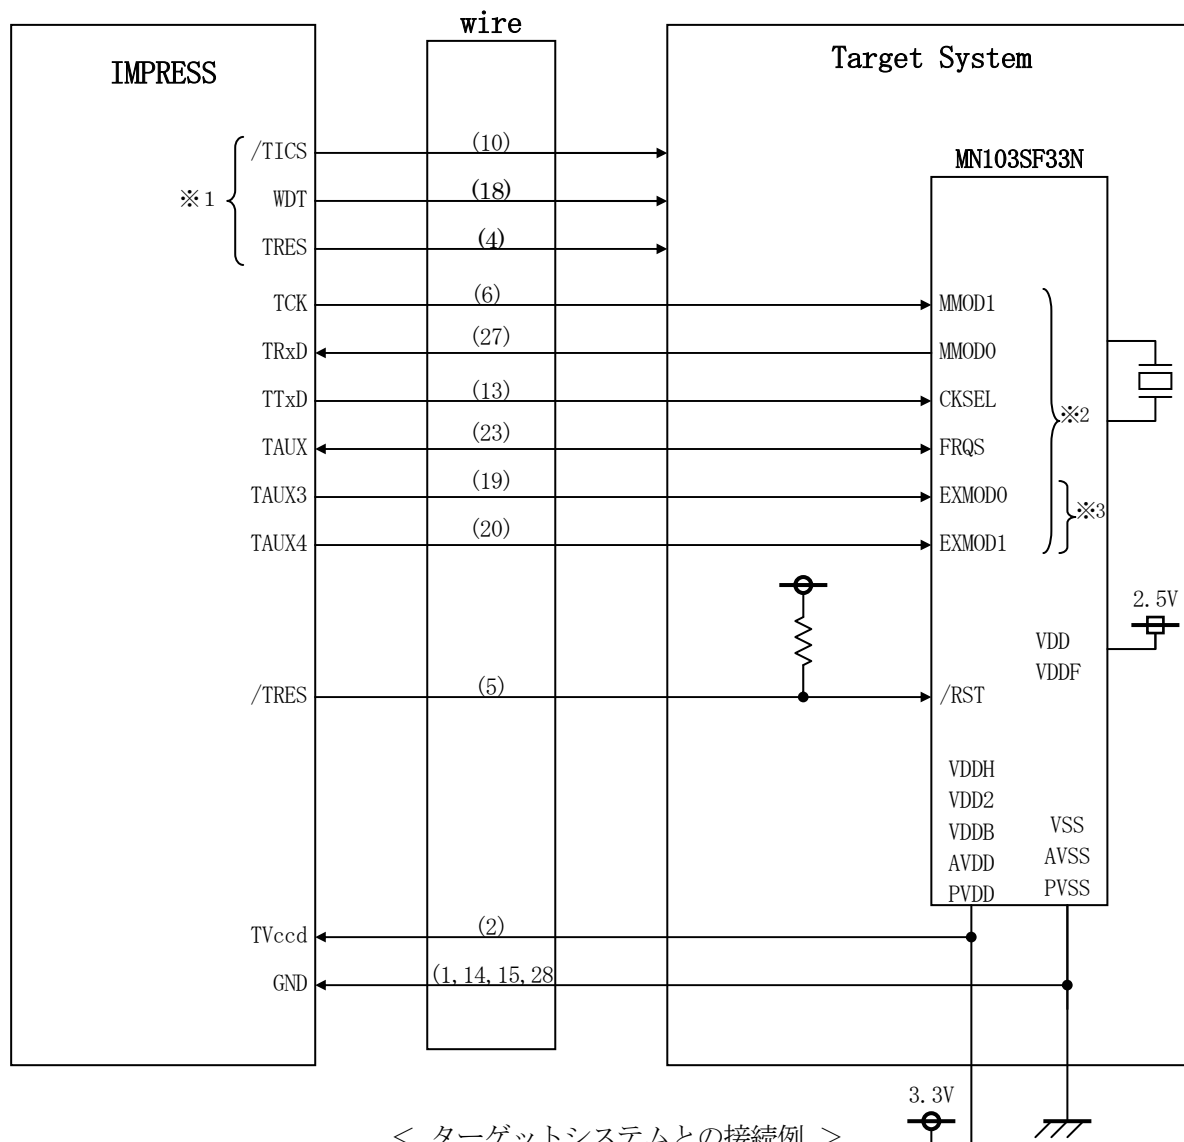 wire
IMPRESS
Target System
MN103SF33N
※1
/TICS (10)
WDT (18)
TRES (4)
TCK (6) MMOD1
TRxD (27) MMOD0
TTxD (13) CKSEL
※2
TAUX (23) FRQS
TAUX3 (19) EXMOD0
※3
TAUX4 (20) EXMOD1
2.5V
VDD
VDDF
/TRES (5) /RST
VDDH
VDD2
VDDB VSS
AVDD AVSS
PVDD PVSS
TVccd (2)
GND (1,14,15,28
3.3V
< ターゲットシステムとの接続例 >